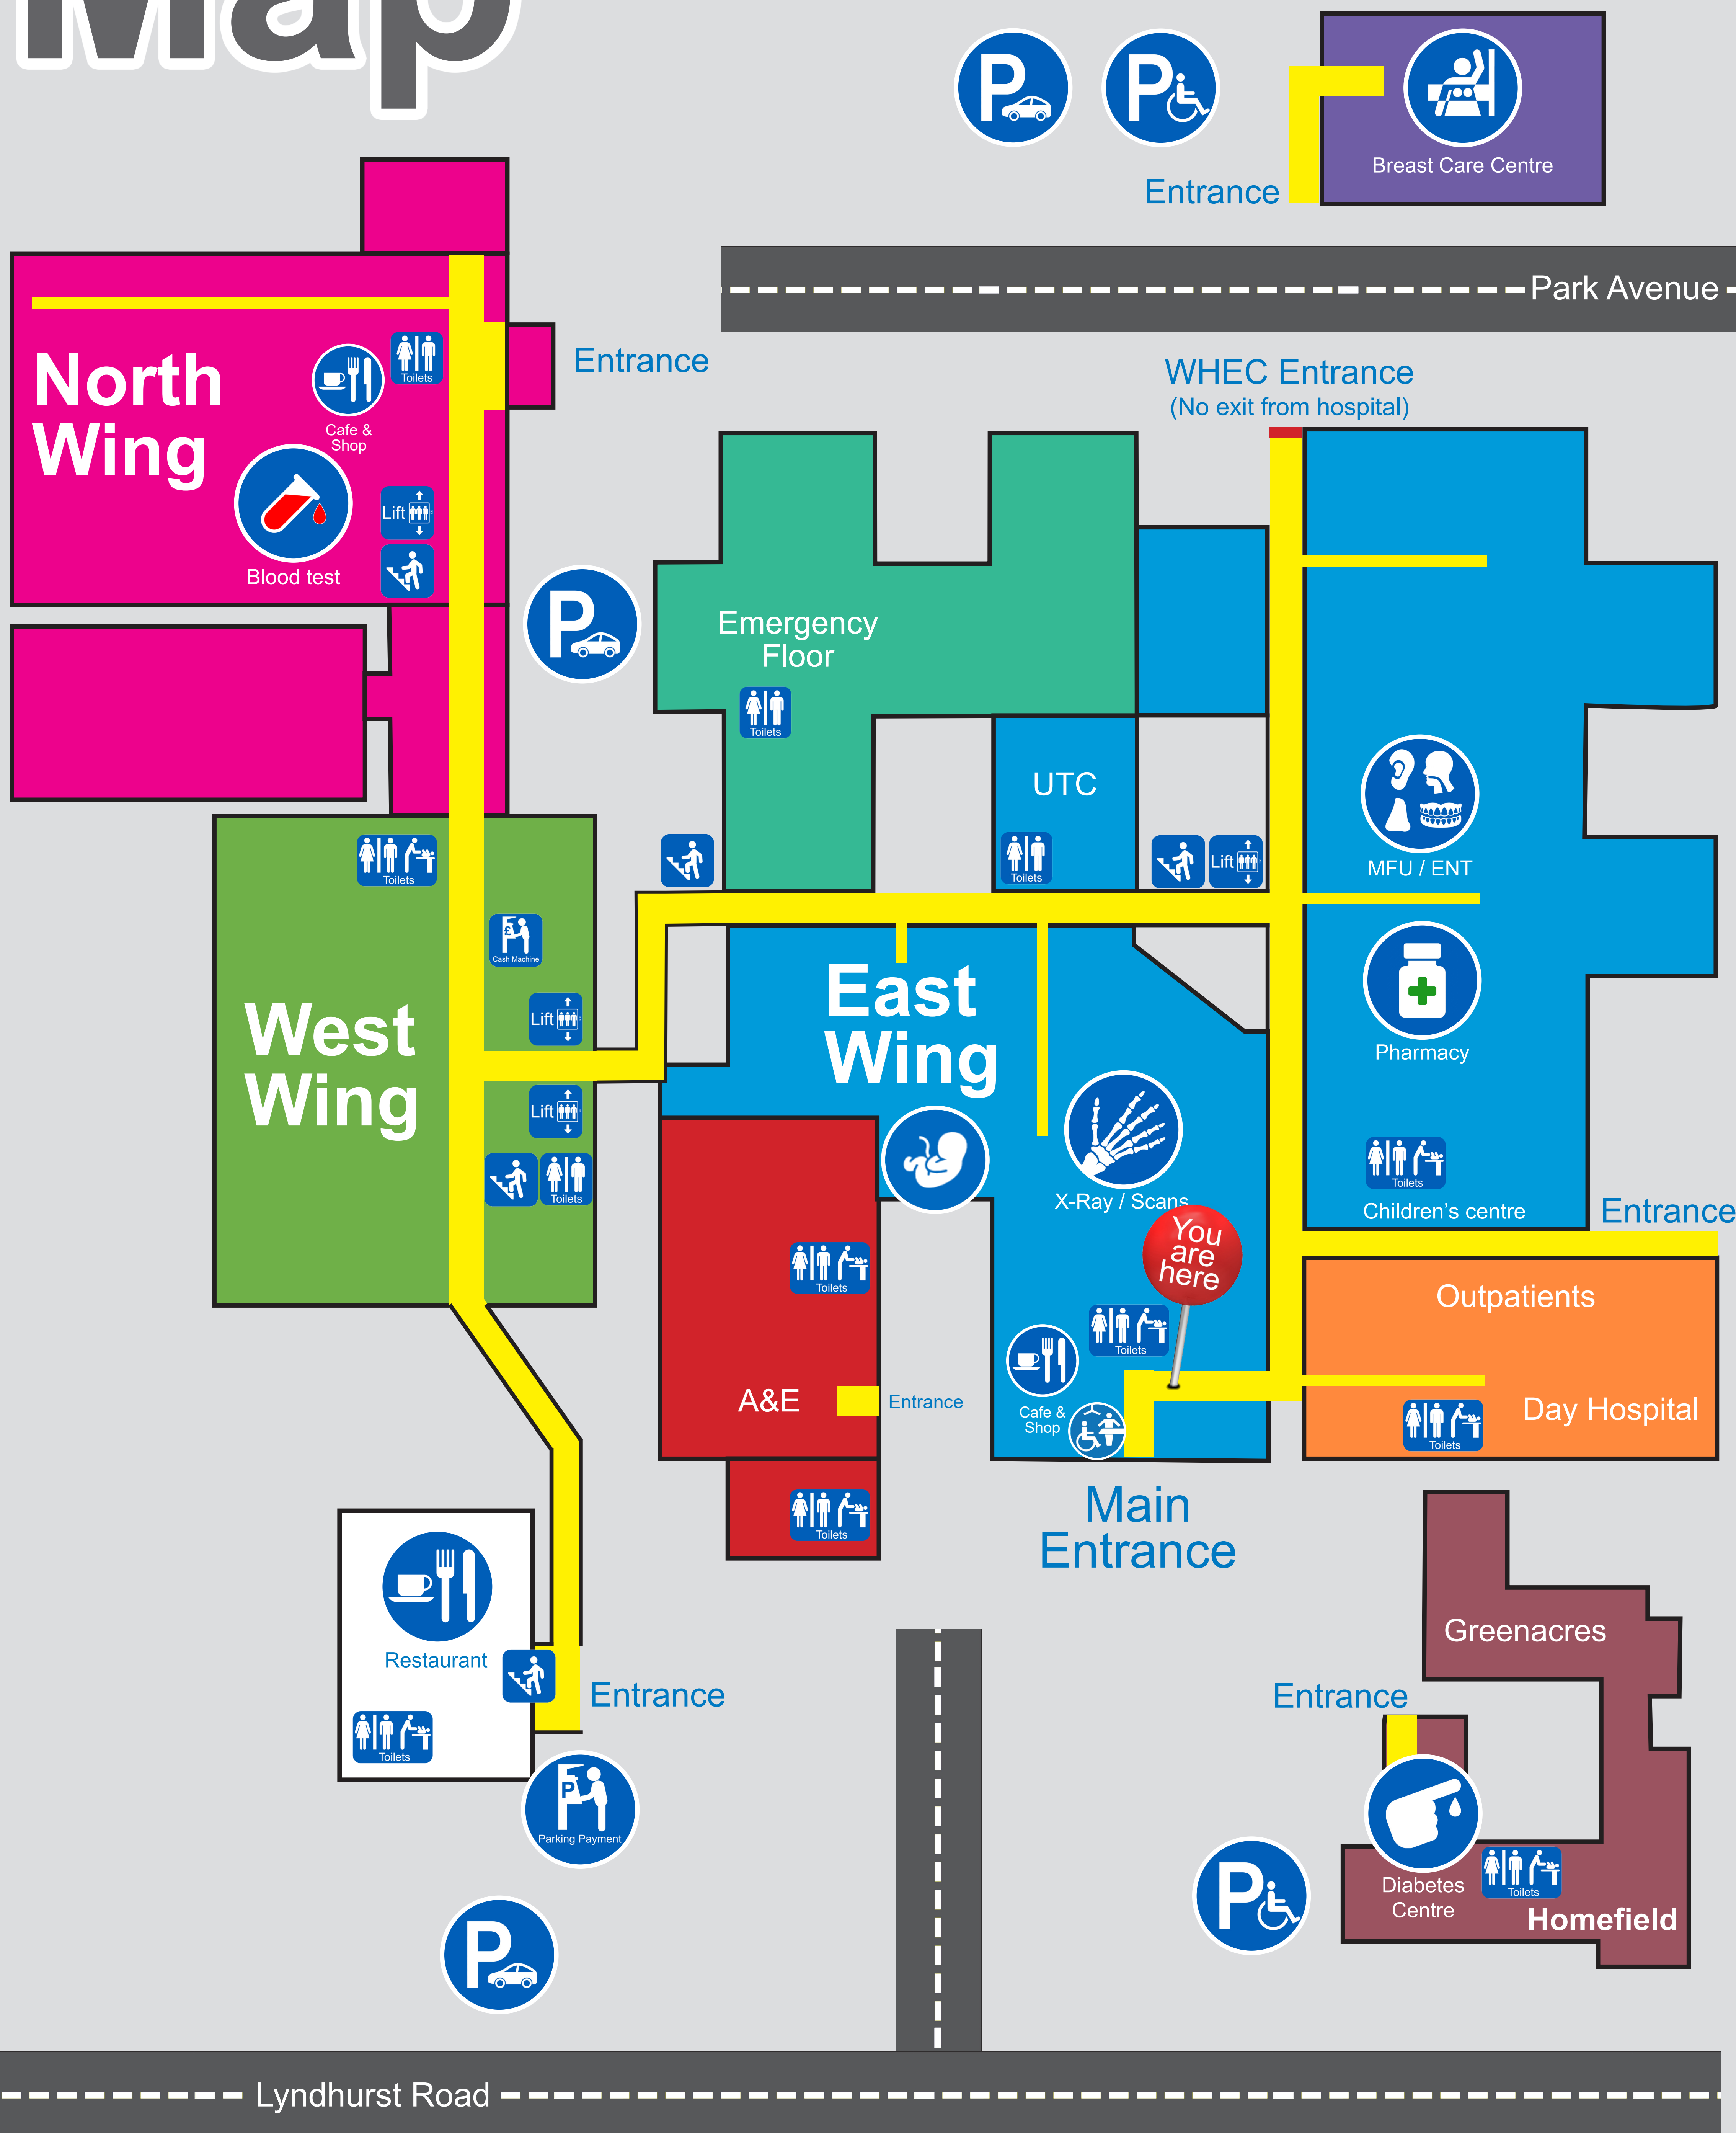 Map
Breast Care Centre
Entrance
Park Avenue
North
Wing
Toilets
Cafe &
Shop
Lift
Blood test
Entrance
WHEC Entrance
(No exit from hospital)
Emergency
Floor
Toilets
UTC
Toilets
Lift
MFU / ENT
Pharmacy
Toilets
Children's centre
Entrance
Toilets
£
Cash Machine
Lift
West
Wing
Lift
Toilets
East
Wing
X-Ray / Scans
You
are
here
Toilets
Cafe &
Shop
Main
Entrance
Toilets
A&E
Entrance
Toilets
Outpatients
Day Hospital
Toilets
Restaurant
Toilets
Entrance
P
Parking Payment
P
P
P
P
P
Greenacres
Entrance
Diabetes
Centre
Toilets
Homefield
Lyndhurst Road